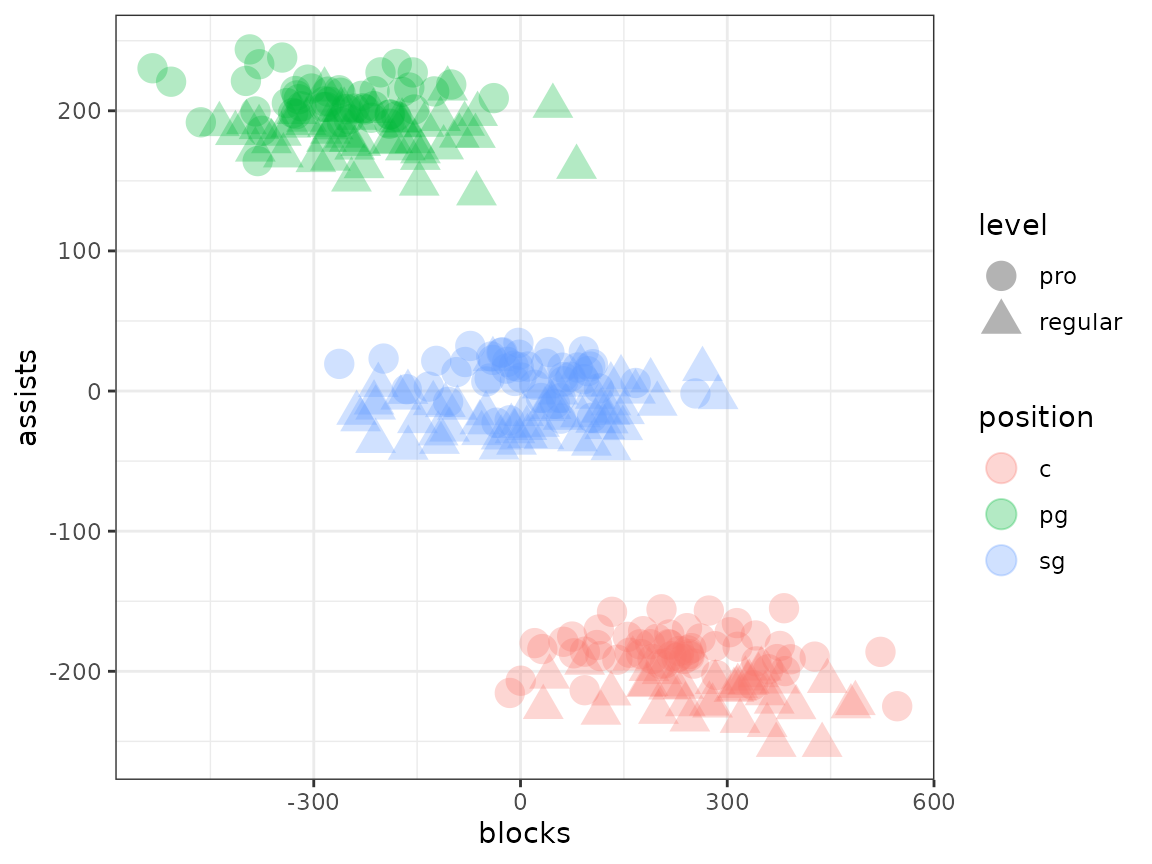 200
100
0
-100
-200
assists
-300
0
300
600
blocks
level
pro
regular
position
c
pg
sg